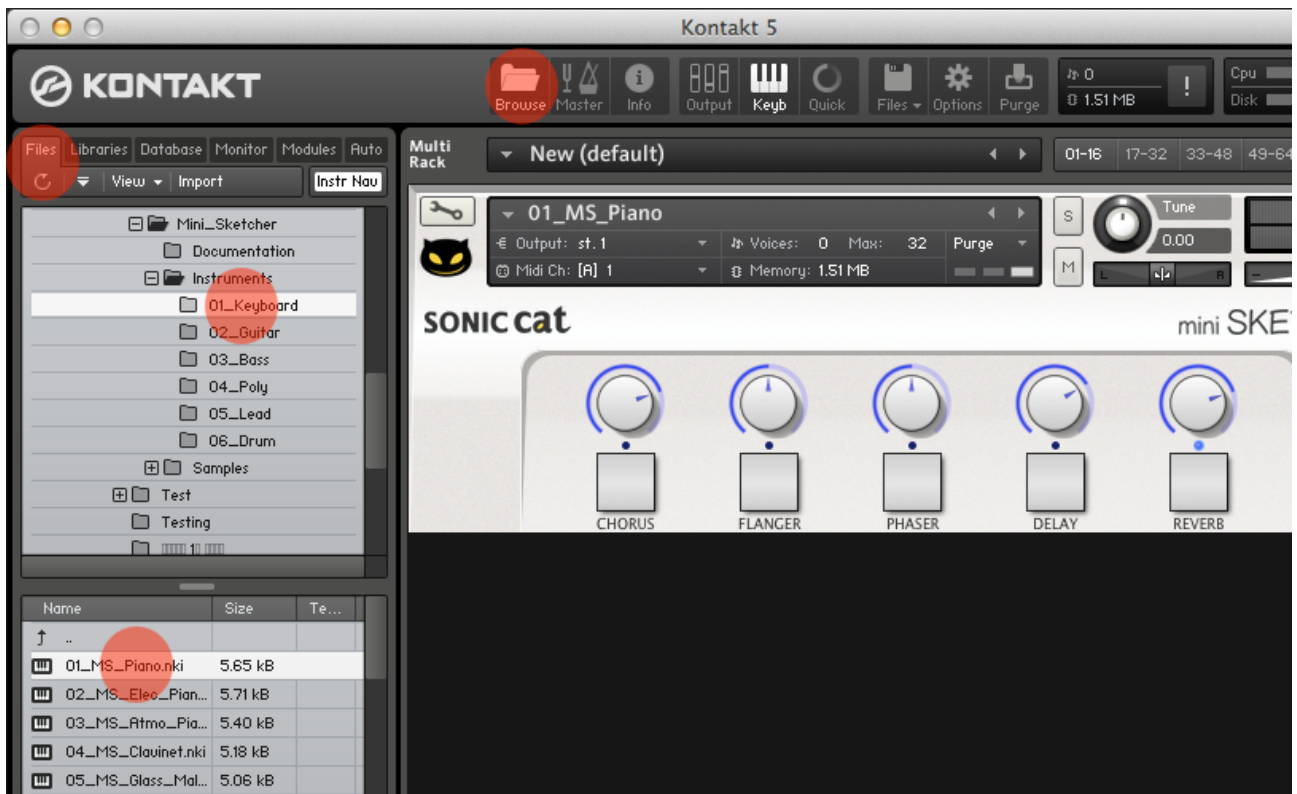 Kontakt 5
KONTAKT
Browse Master Info Output Keyb Quick Files Options Purge
0
1.51 MB
!
Cpu
Disk
Files Libraries Database Monitor Modules Auto
View Import Instr Nav
Multi
Rack
New (default)
01-16 17-32 33-48 49-64
Mini_Sketcher
Documentation
Instruments
01_Keyboard
02_Guitar
03_Bass
04_Poly
05_Lead
06_Drum
Samples
Test
Testing
01_MS_Piano
Output: st.1 Voices: 0 Max: 32 Purge
Midi Ch: [A] 1 Memory: 1.51 MB
S
M
Tune
0.00
L R
SONIC cat
mini SKE
CHORUS FLANGER PHASER DELAY REVERB
Name Size Te...
..
01_MS_Piano.nki 5.65 kB
02_MS_Elec_Pian... 5.71 kB
03_MS_Atmo_Pia... 5.40 kB
04_MS_Clavinet.nki 5.18 kB
05_MS_Glass_Mal... 5.06 kB